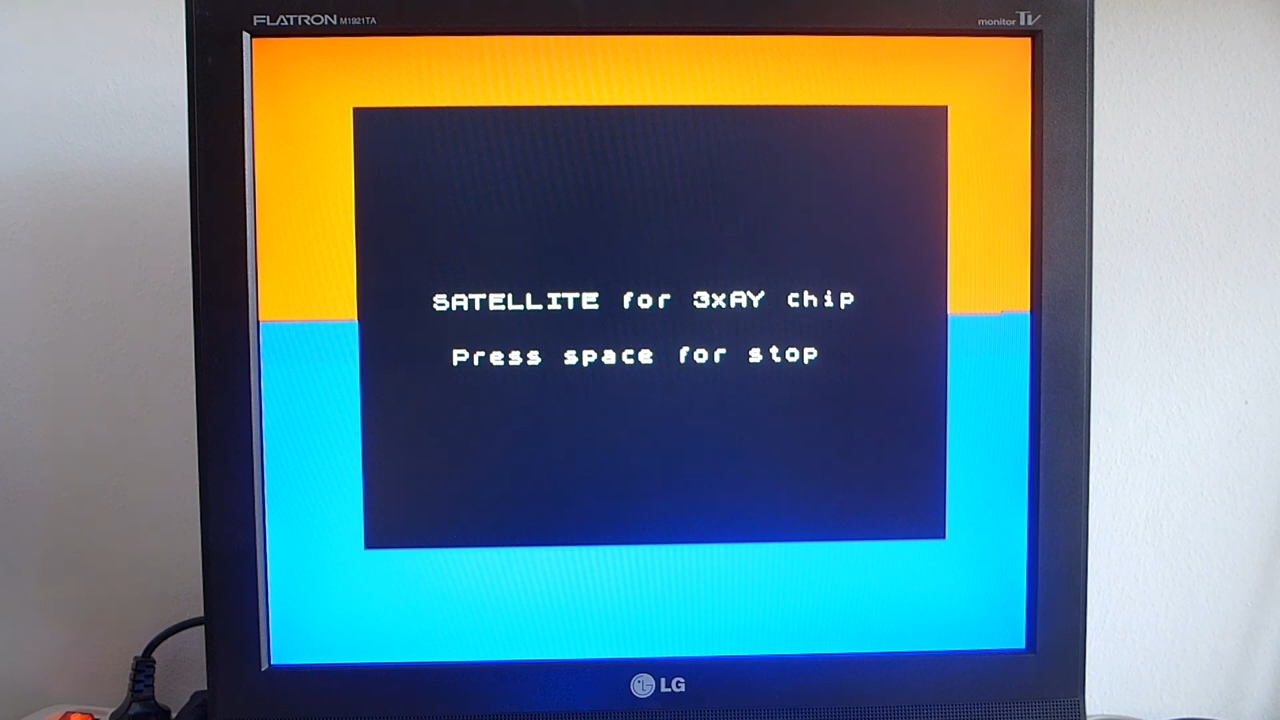 FLATRON M1921TA
monitor TV
SATELLITE for 3xAY chip
Press space for stop
LG